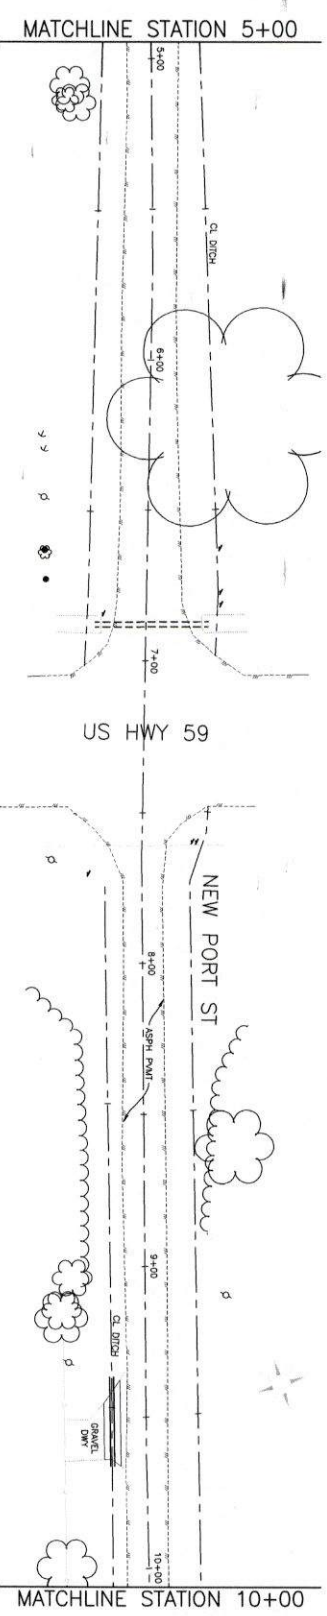 MATCHLINE STATION 5+00
5+00
CL DITCH
6+00
7+00
US HWY 59
NEW PORT ST
8+00
ASPH PVMT
9+00
CL DITCH
GRAVEL
DWY
10+00
MATCHLINE STATION 10+00